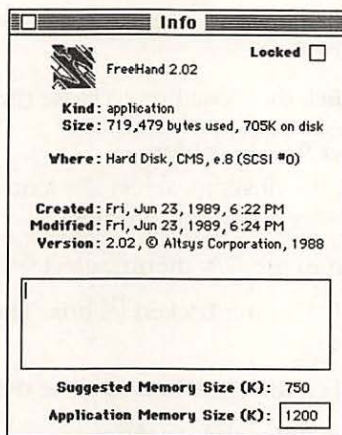 Info
Locked
FreeHand 2.02
Kind: application
Size: 719,479 bytes used, 705K on disk
Where: Hard Disk, CMS, e.8 (SCSI #0)
Created: Fri, Jun 23, 1989, 6:22 PM
Modified: Fri, Jun 23, 1989, 6:24 PM
Version: 2.02, © Altsys Corporation, 1988
Suggested Memory Size (K): 750
Application Memory Size (K): 1200